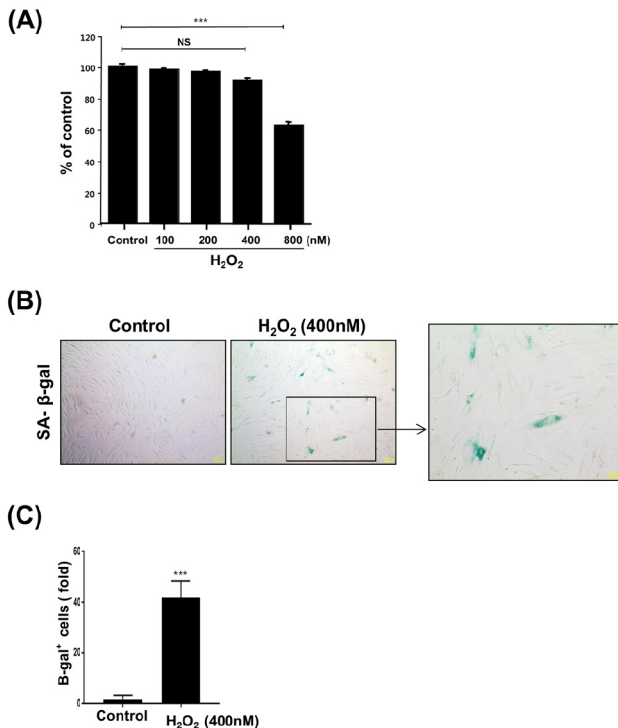 (A)
***
NS
120
100
80
60
40
20
0
% of control
Control 100 200 400 800 (nM)
H₂O₂
(B)
Control H₂O₂ (400nM)
SA- β-gal
(C)
60
40
20
0
B-gal⁺ cells ( fold)
***
Control H₂O₂ (400nM)